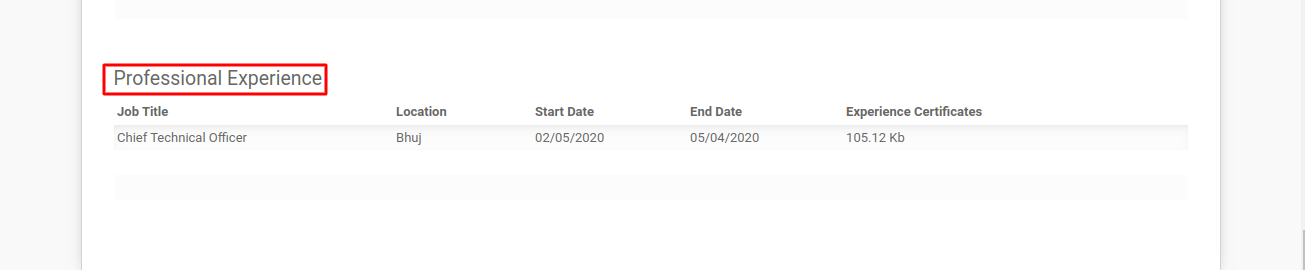 Professional Experience
Job Title Location Start Date End Date Experience Certificates
Chief Technical Officer Bhuj 02/05/2020 05/04/2020 105.12 Kb